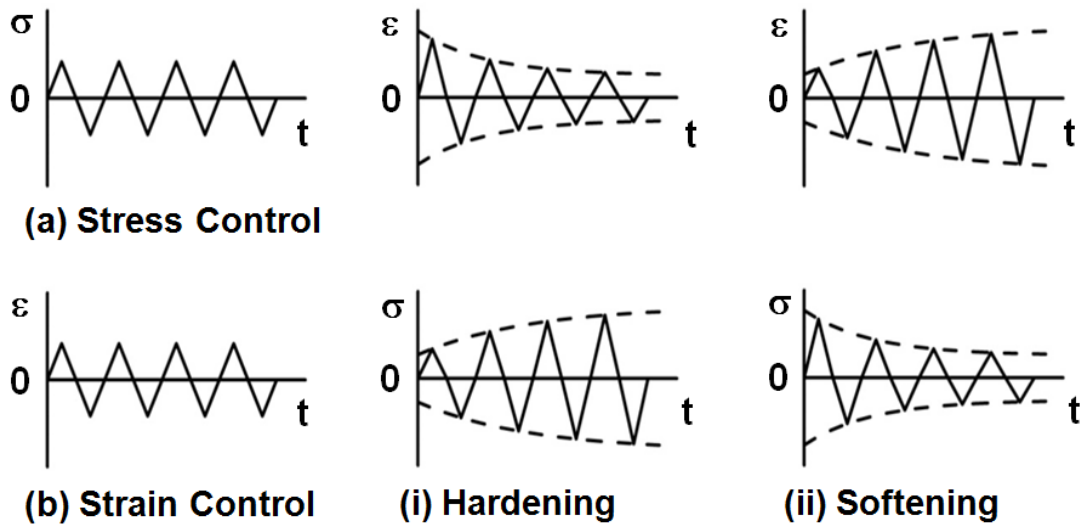 σ
0
t
ε
0
t
ε
0
t
(a) Stress Control
ε
0
t
σ
0
t
σ
0
t
(b) Strain Control
(i) Hardening
(ii) Softening